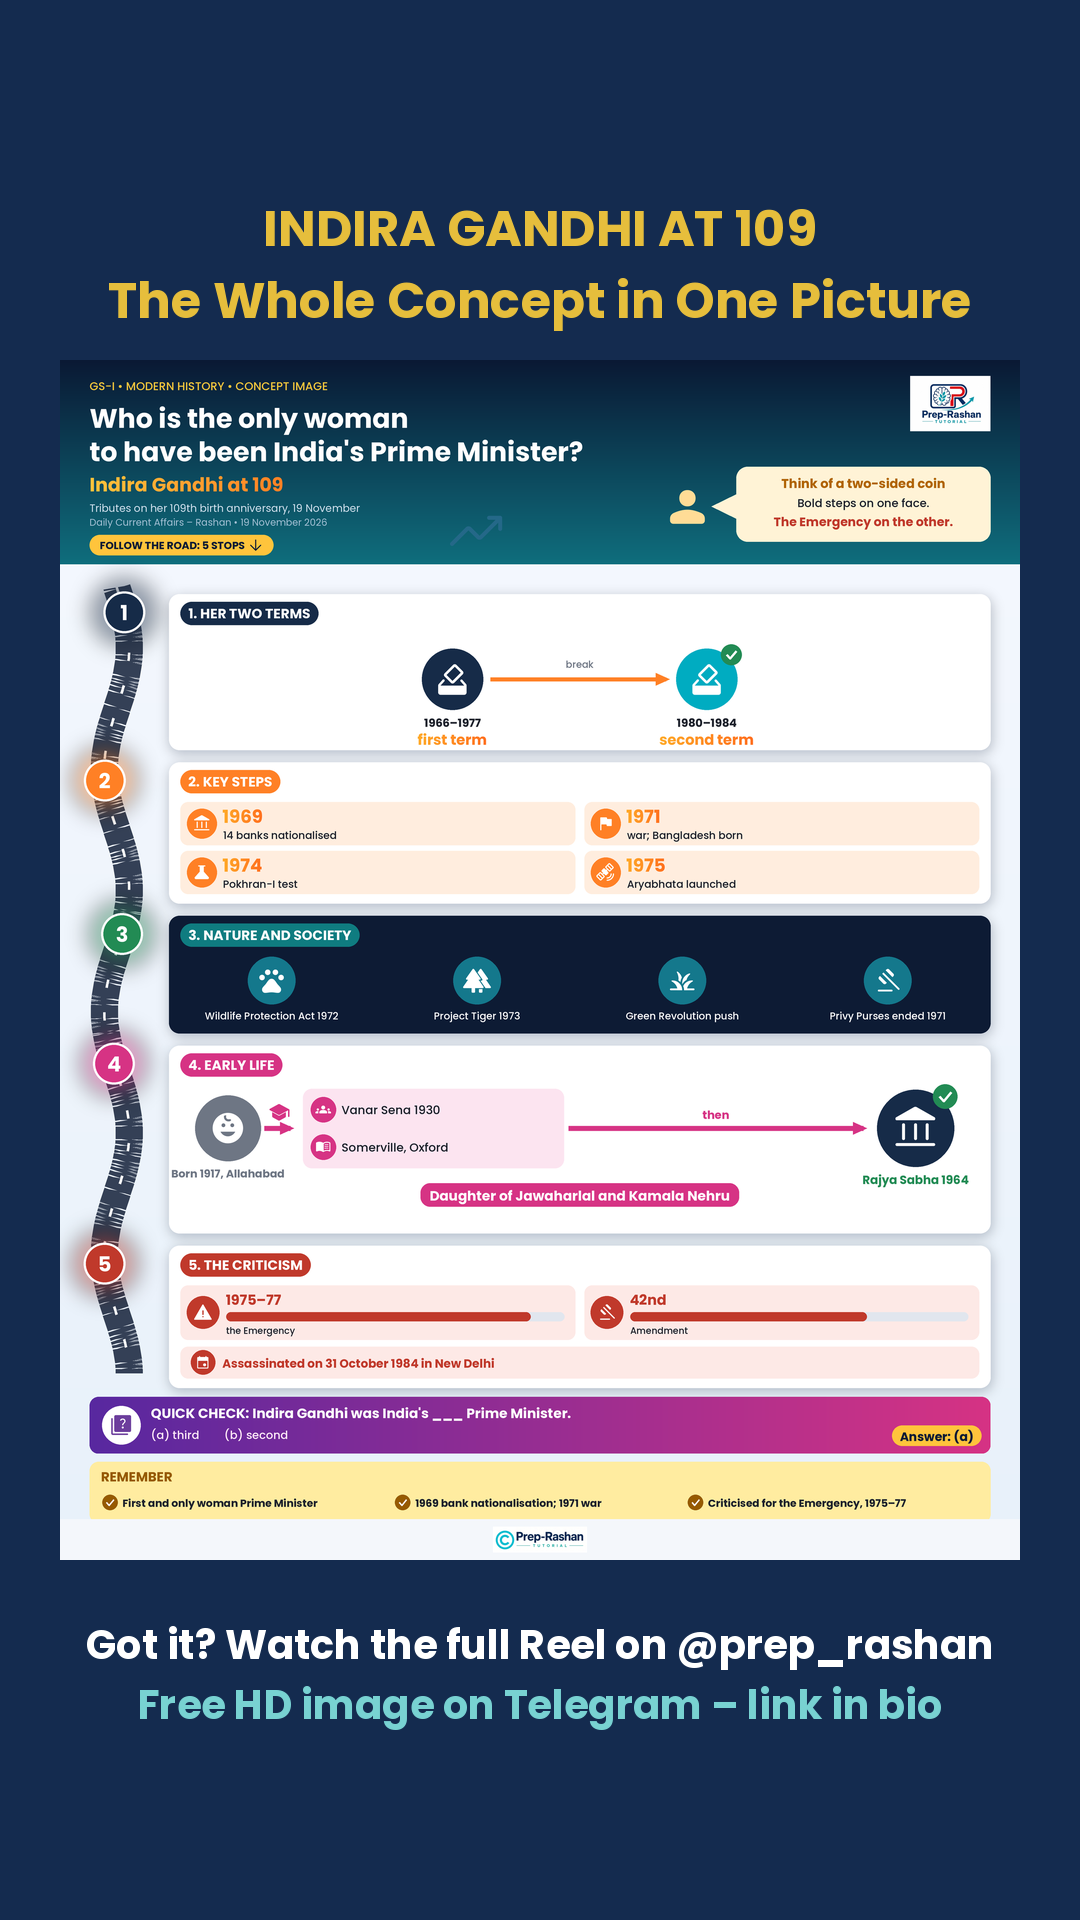 INDIRA GANDHI AT 109
The Whole Concept in One Picture
GS-I • MODERN HISTORY • CONCEPT IMAGE
Who is the only woman
to have been India's Prime Minister?
Indira Gandhi at 109
Tributes on her 109th birth anniversary, 19 November
Daily Current Affairs – Rashan • 19 November 2026
FOLLOW THE ROAD: 5 STOPS
Prep-Rashan
TUTORIAL
Think of a two-sided coin
Bold steps on one face.
The Emergency on the other.
1
1. HER TWO TERMS
break
1966–1977
first term
1980–1984
second term
2
2. KEY STEPS
1969
14 banks nationalised
1971
war; Bangladesh born
1974
Pokhran-I test
1975
Aryabhata launched
3
3. NATURE AND SOCIETY
Wildlife Protection Act 1972
Project Tiger 1973
Green Revolution push
Privy Purses ended 1971
4
4. EARLY LIFE
Born 1917, Allahabad
Vanar Sena 1930
Somerville, Oxford
then
Rajya Sabha 1964
Daughter of Jawaharlal and Kamala Nehru
5
5. THE CRITICISM
1975–77
the Emergency
42nd
Amendment
Assassinated on 31 October 1984 in New Delhi
QUICK CHECK: Indira Gandhi was India's ___ Prime Minister.
(a) third (b) second
Answer: (a)
REMEMBER
First and only woman Prime Minister
1969 bank nationalisation; 1971 war
Criticised for the Emergency, 1975–77
© Prep-Rashan
TUTORIAL
Got it? Watch the full Reel on @prep_rashan
Free HD image on Telegram – link in bio